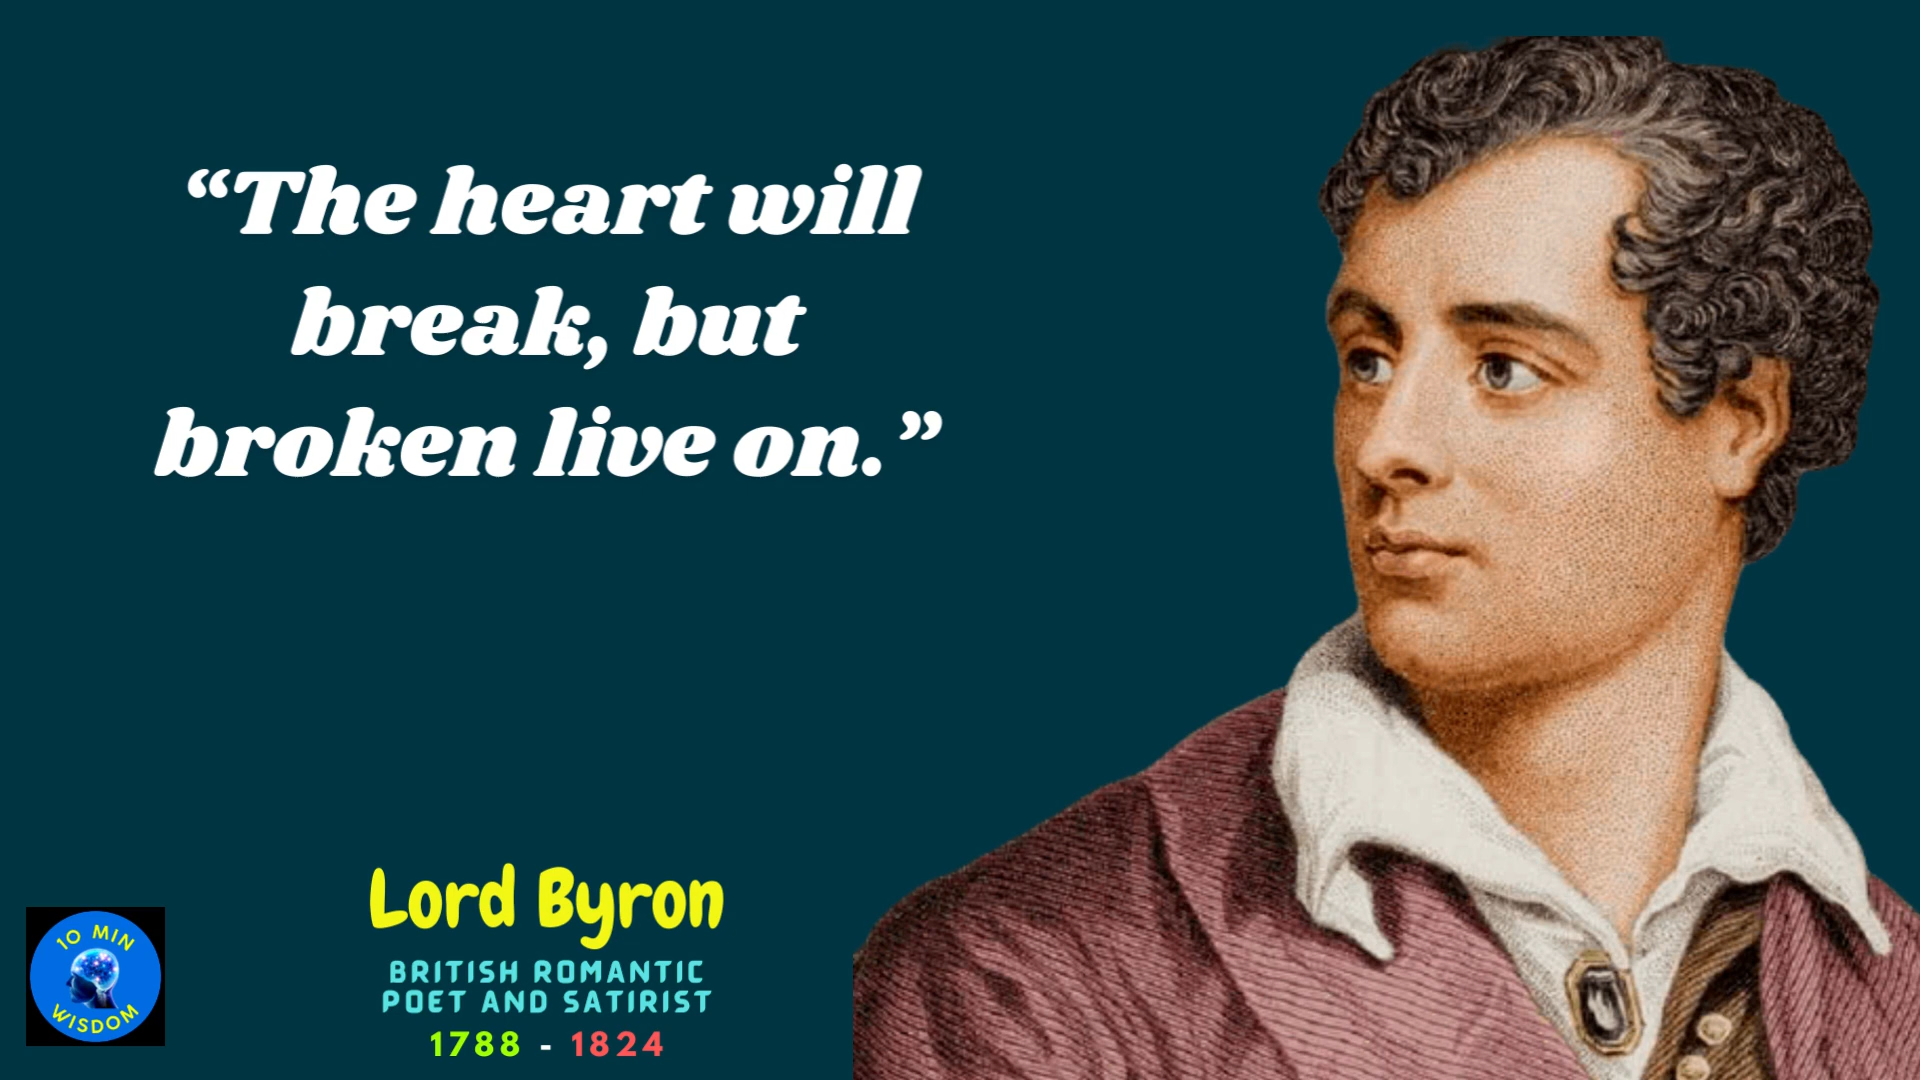 “The heart will
break, but
broken live on.”
Lord Byron
BRITISH ROMANTIC
POET AND SATIRIST
1788 - 1824
10 MIN
WISDOM